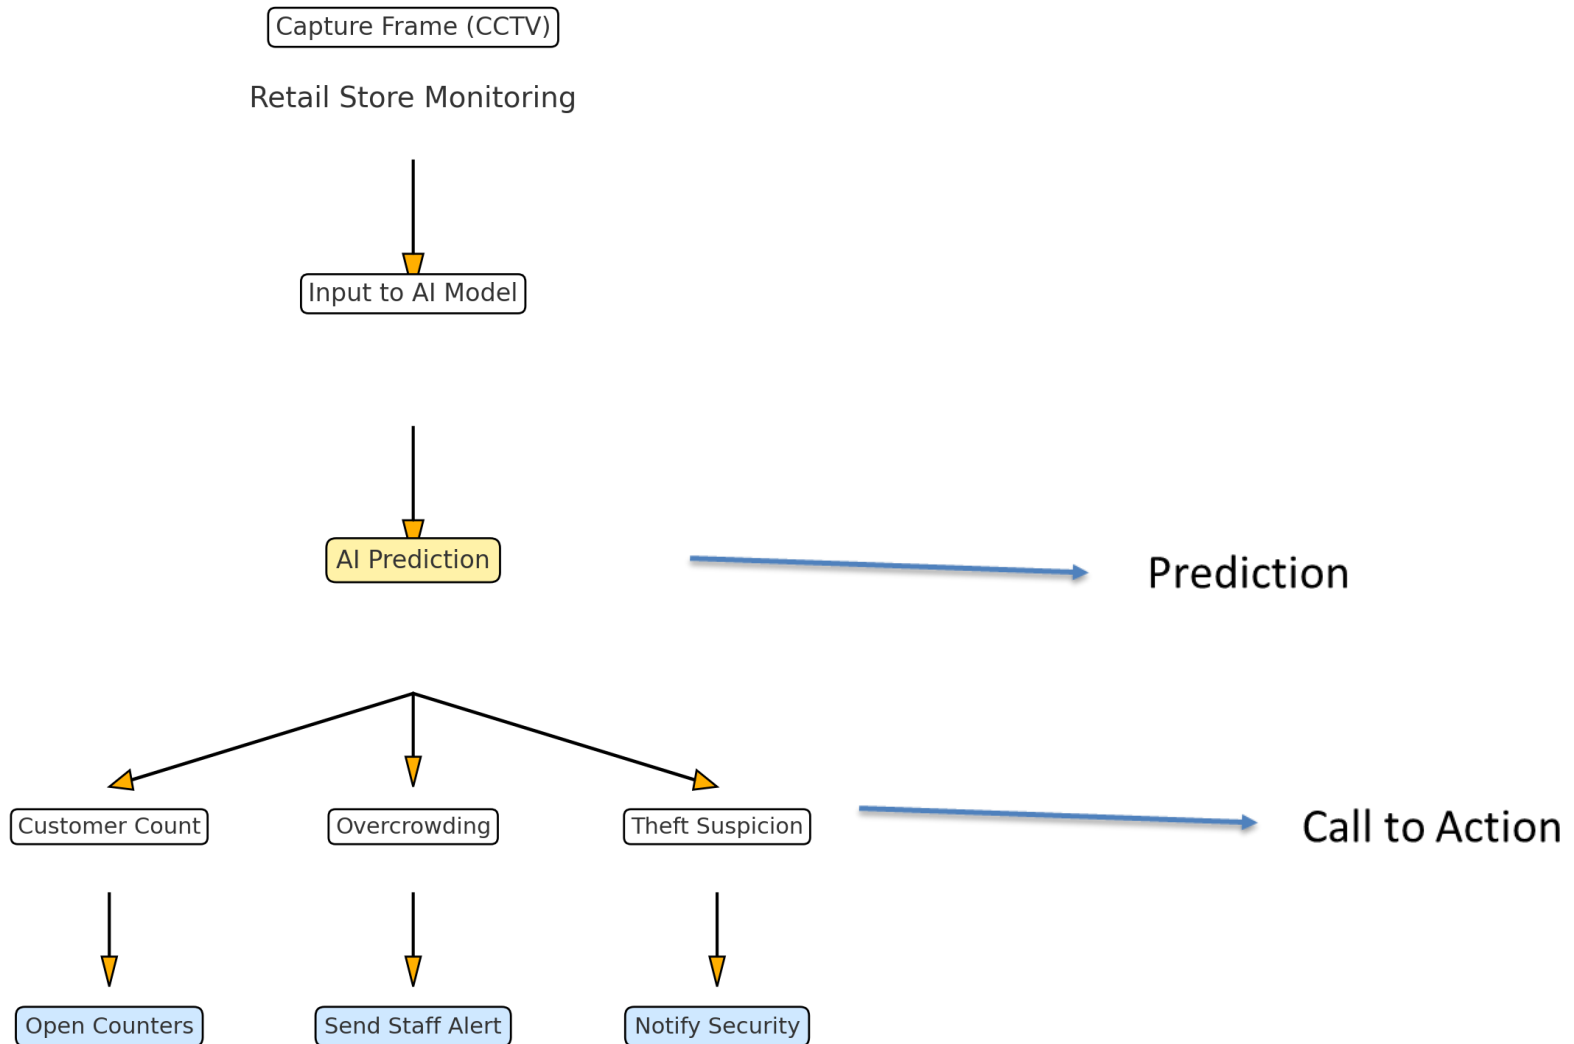 Capture Frame (CCTV)
Retail Store Monitoring
Input to AI Model
AI Prediction
Prediction
Customer Count
Overcrowding
Theft Suspicion
Call to Action
Open Counters
Send Staff Alert
Notify Security